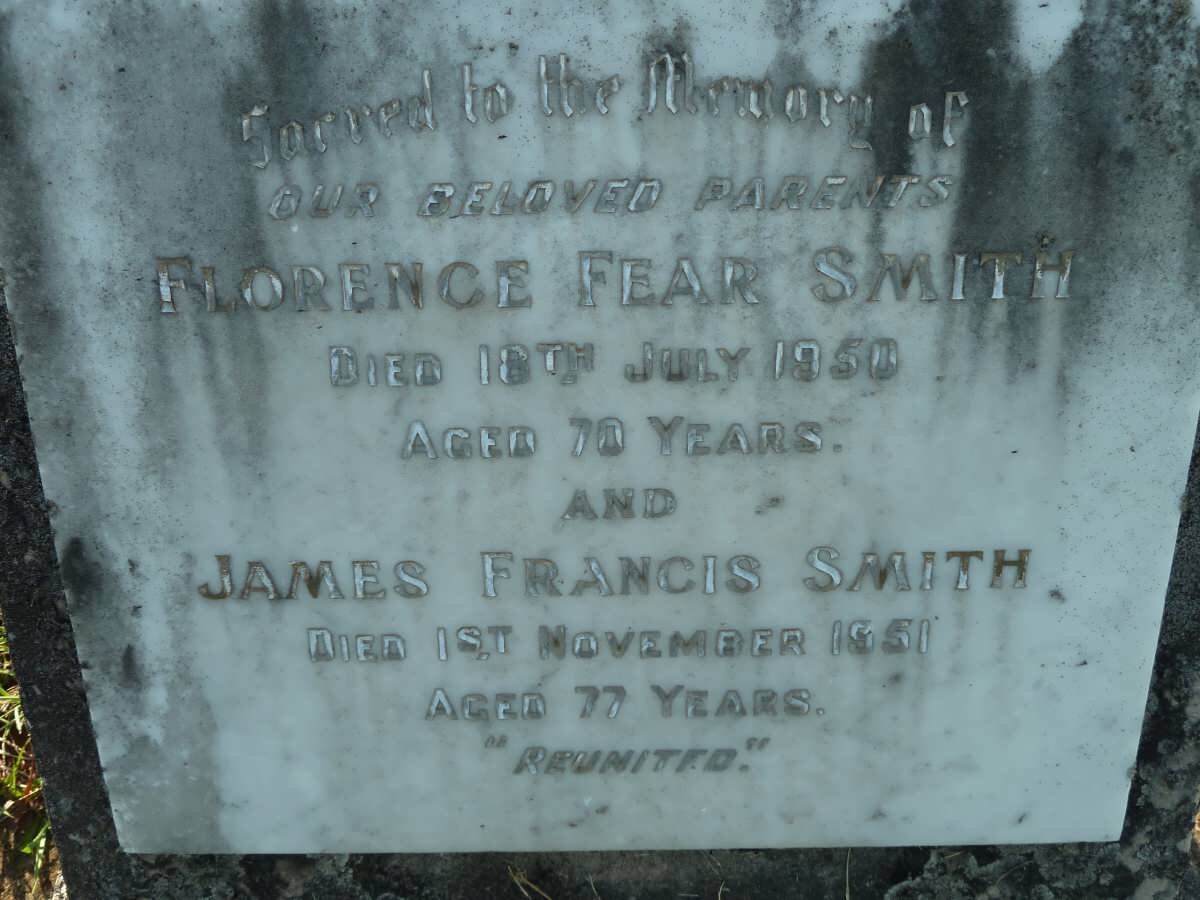 Sacred to the Memory of
OUR BELOVED PARENTS
FLORENCE FEAR SMITH
DIED 18TH JULY 1950
AGED 70 YEARS.
AND
JAMES FRANCIS SMITH
DIED 1ST NOVEMBER 1951
AGED 77 YEARS.
"REUNITED."